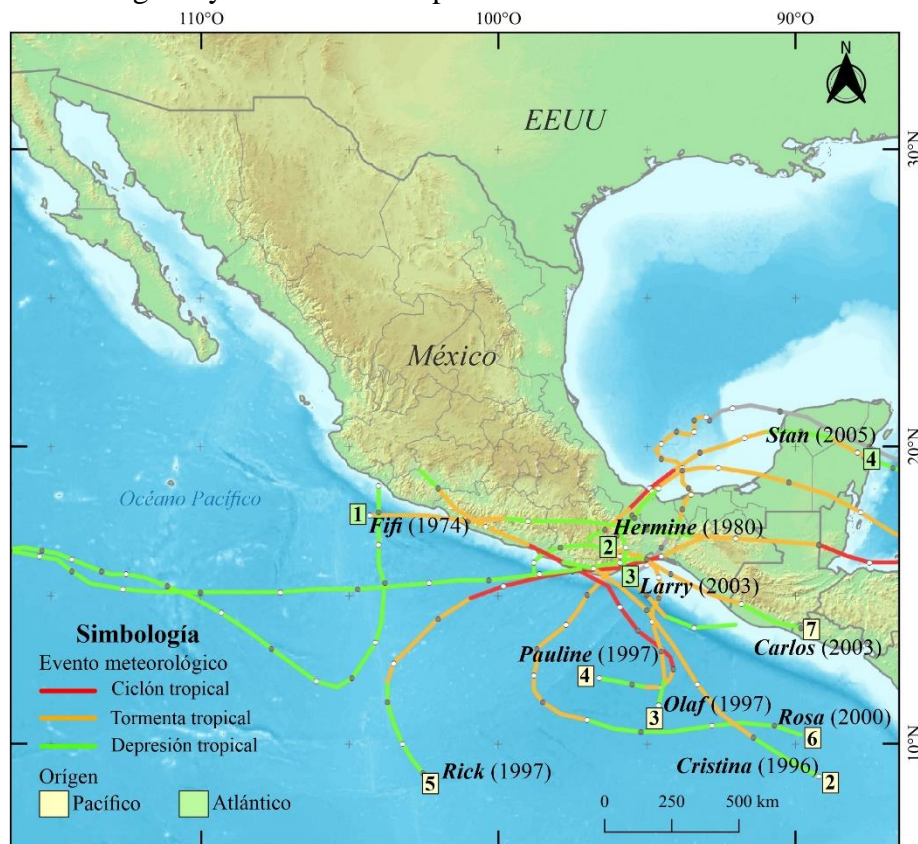 110°O 100°O 90°O
N
EEUU
30°N
México
20°N
Stan (2005)
4
Océano Pacífico
1
Fifi (1974)
Hermine (1980)
2
3
Larry (2003)
7
Carlos (2003)
Simbología
Evento meteorológico
Ciclón tropical
Tormenta tropical
Depresión tropical
Orígen
Pacífico Atlántico
Pauline (1997)
4
Olaf (1997)
3
Rosa (2000)
6
10°N
Cristina (1996)
2
Rick (1997)
5
0 250 500 km